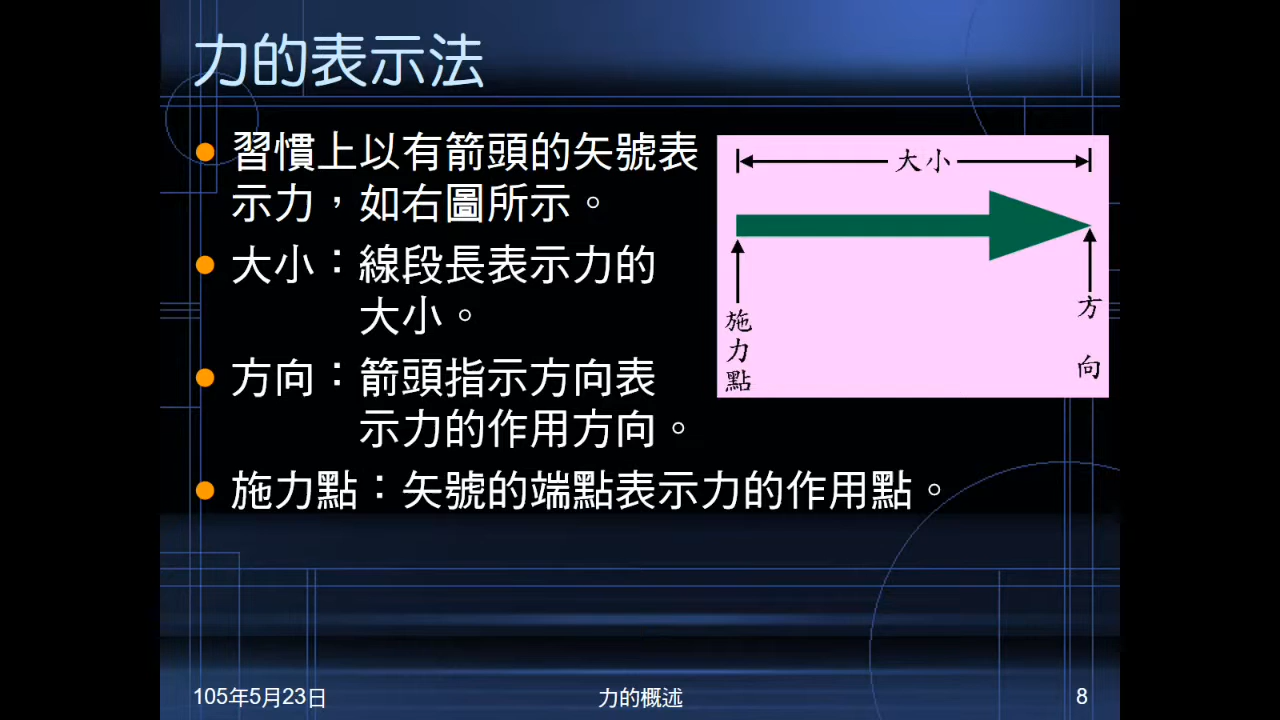 力的表示法
習慣上以有箭頭的矢號表
示力，如右圖所示。
大小：線段長表示力的
大小。
方向：箭頭指示方向表
示力的作用方向。
施力點：矢號的端點表示力的作用點。
大小
施力點
方向
105年5月23日
力的概述
8